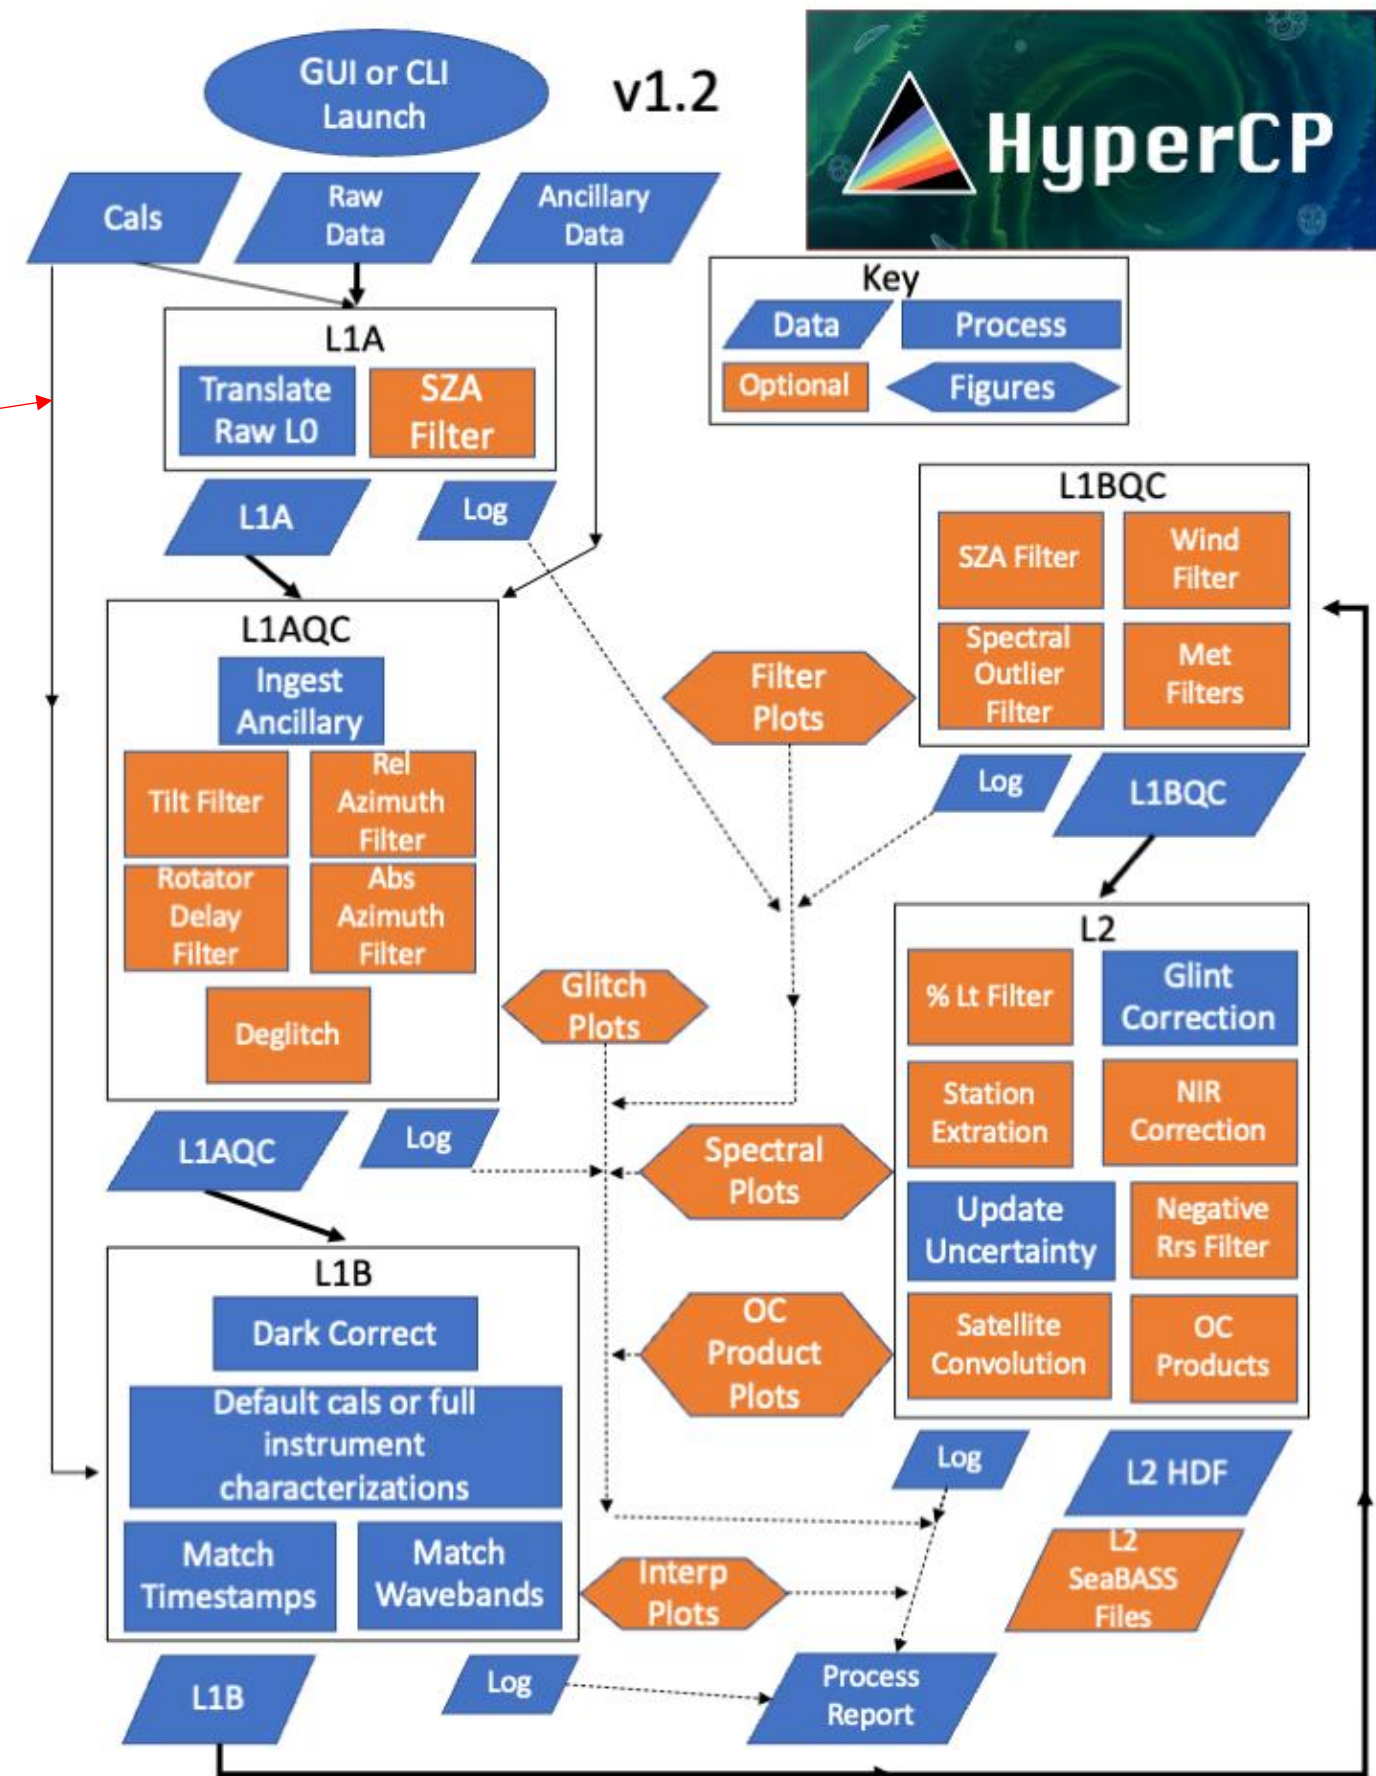 GUI or CLI
Launch
v1.2
HyperCP
Cals
Raw
Data
Ancillary
Data
Key
Data
Process
Optional
Figures
L1A
Translate
Raw L0
SZA
Filter
L1A
Log
L1AQC
Ingest
Ancillary
Tilt Filter
Rel
Azimuth
Filter
Rotator
Delay
Filter
Abs
Azimuth
Filter
Deglitch
Glitch
Plots
L1AQC
Log
L1B
Dark Correct
Default cals or full
instrument
characterizations
Match
Timestamps
Match
Wavebands
Interp
Plots
L1B
Log
Process
Report
L1BQC
SZA Filter
Wind
Filter
Spectral
Outlier
Filter
Met
Filters
Filter
Plots
Log
L1BQC
L2
% Lt Filter
Glint
Correction
Station
Extration
NIR
Correction
Update
Uncertainty
Negative
Rrs Filter
Satellite
Convolution
OC
Products
Spectral
Plots
OC
Product
Plots
Log
L2 HDF
L2
SeaBASS
Files